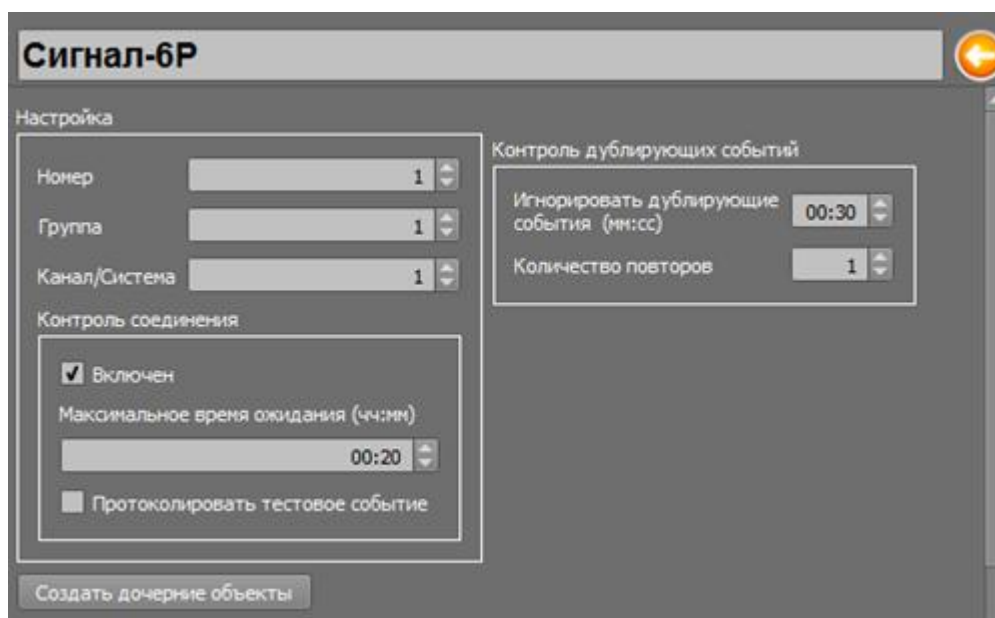 Сигнал-6Р
Настройка
Номер 1
Группа 1
Канал/Система 1
Контроль соединения
Включен
Максимальное время ожидания (чч:мм)
00:20
Протоколировать тестовое событие
Контроль дублирующих событий
Игнорировать дублирующие
события (мм:сс) 00:30
Количество повторов 1
Создать дочерние объекты